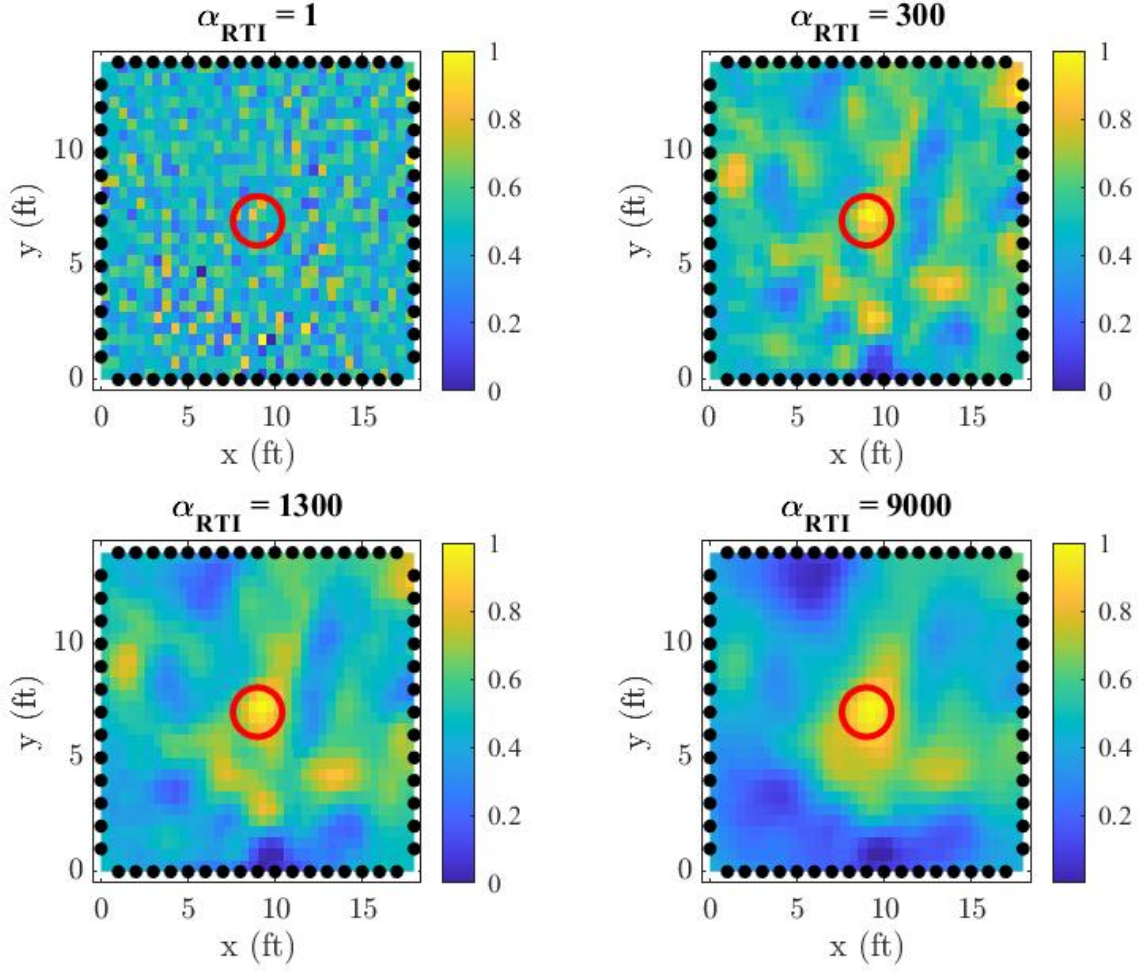 α_RTI = 1
1
0.8
0.6
0.4
0.2
0
10
5
0
y (ft)
0 5 10 15
x (ft)
α_RTI = 300
1
0.8
0.6
0.4
0.2
0
10
5
0
y (ft)
0 5 10 15
x (ft)
α_RTI = 1300
1
0.8
0.6
0.4
0.2
0
10
5
0
y (ft)
0 5 10 15
x (ft)
α_RTI = 9000
1
0.8
0.6
0.4
0.2
10
5
0
y (ft)
0 5 10 15
x (ft)